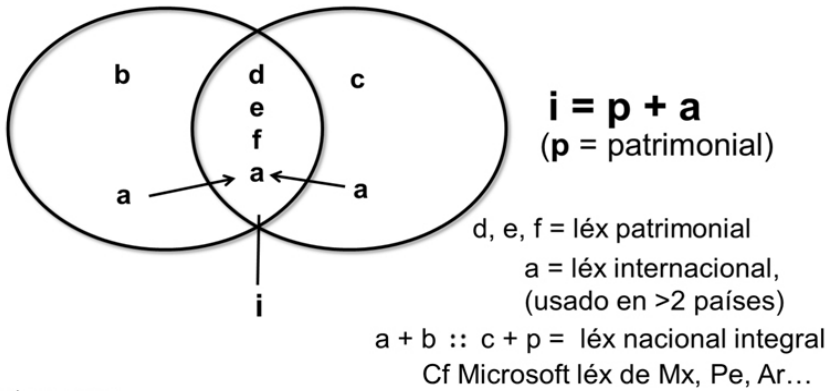 b
d
c
e
f
a
a
a
i
i = p + a
(p = patrimonial)
d, e, f = léx patrimonial
a = léx internacional,
(usado en >2 países)
a + b :: c + p = léx nacional integral
Cf Microsoft léx de Mx, Pe, Ar...